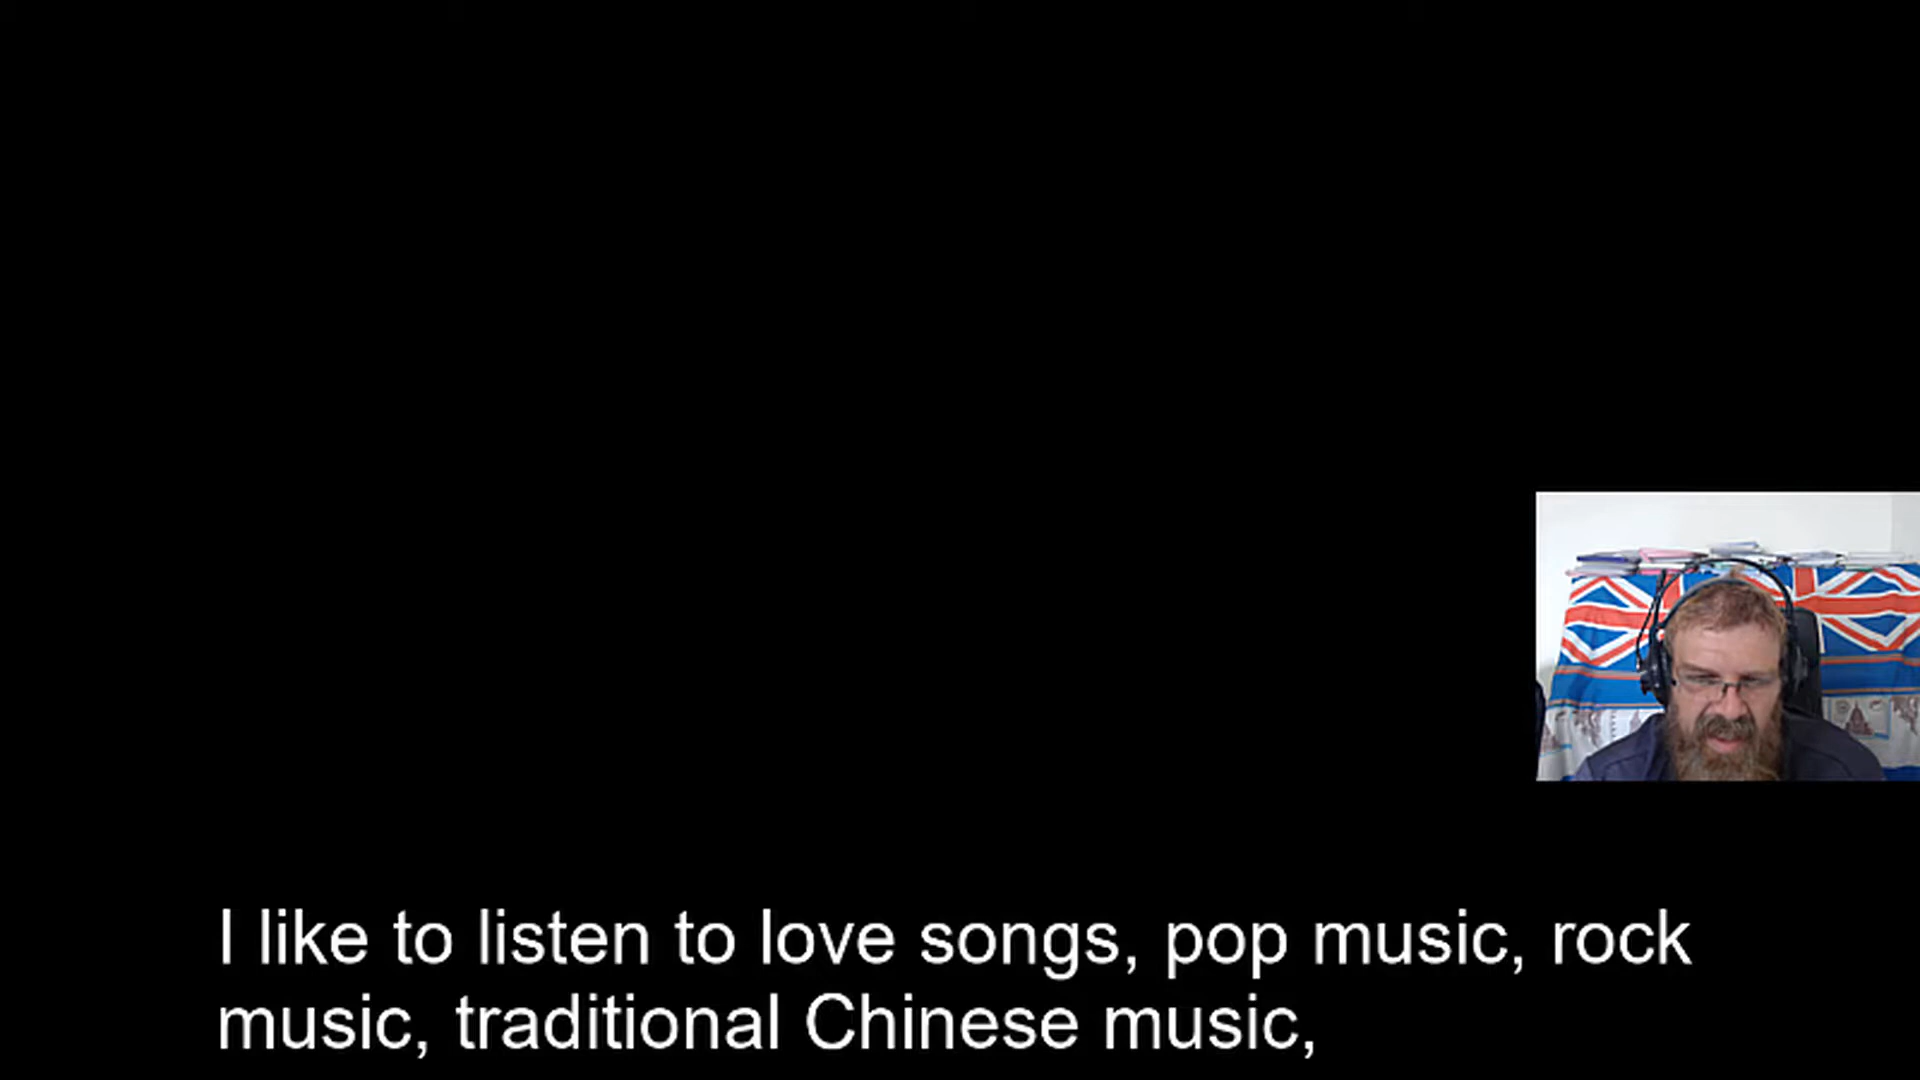 I like to listen to love songs, pop music, rock
music, traditional Chinese music,